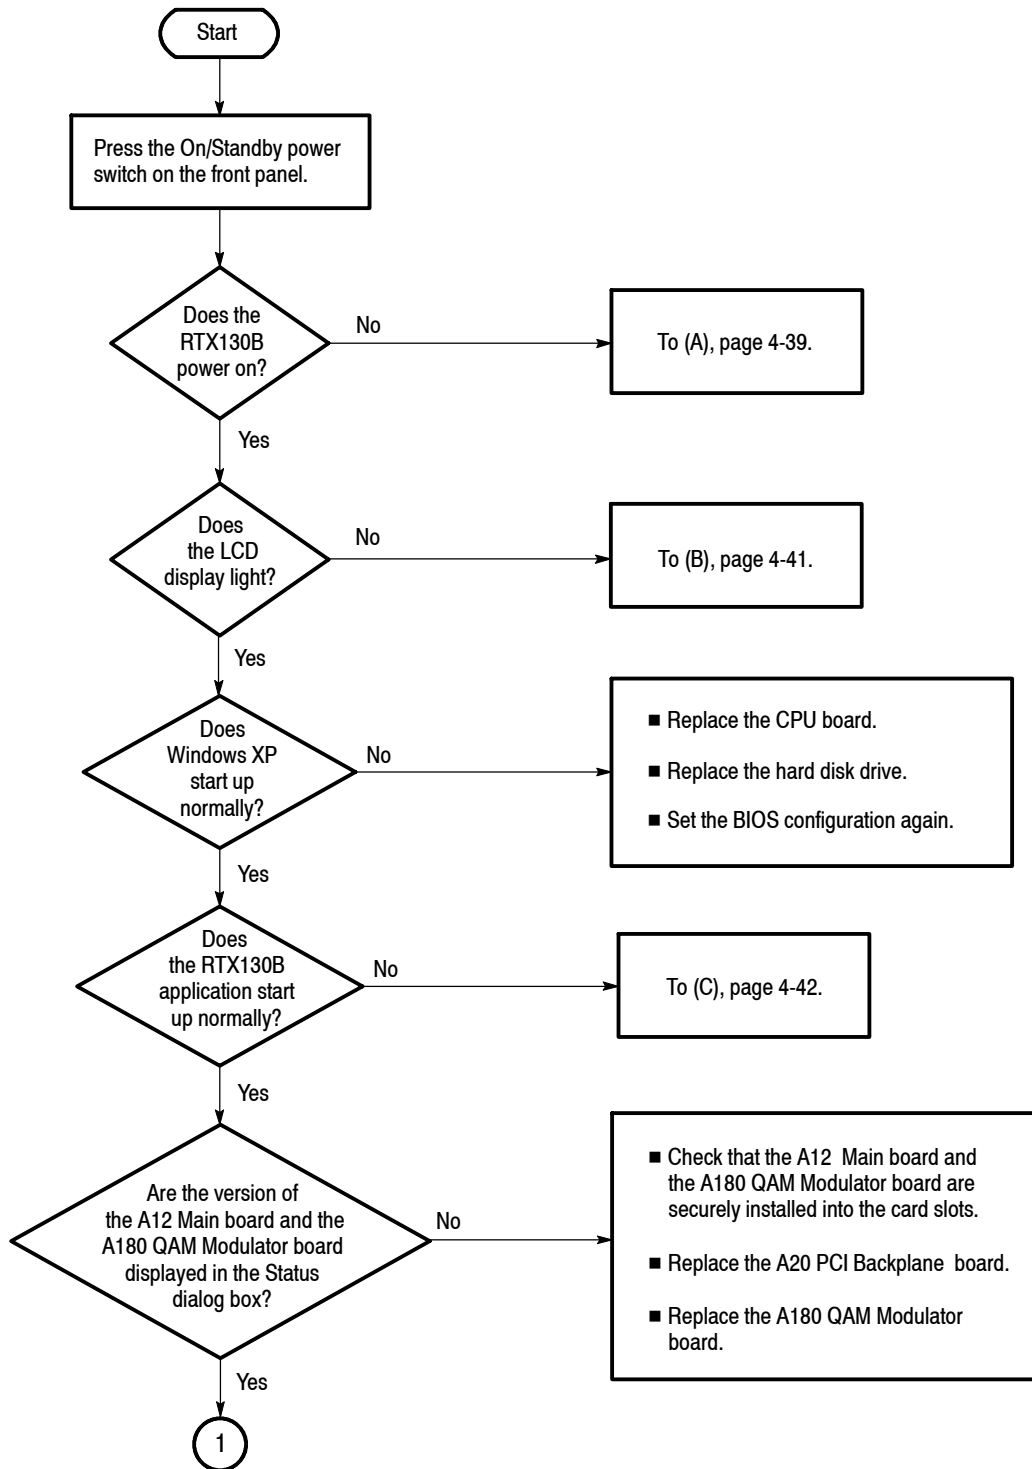 Start
Press the On/Standby power
switch on the front panel.
Does the
RTX130B
power on?
No
To (A), page 4-39.
Yes
Does
the LCD
display light?
No
To (B), page 4-41.
Yes
Does
Windows XP
start up
normally?
No
■ Replace the CPU board.
■ Replace the hard disk drive.
■ Set the BIOS configuration again.
Yes
Does
the RTX130B
application start
up normally?
No
To (C), page 4-42.
Yes
Are the version of
the A12 Main board and the
A180 QAM Modulator board
displayed in the Status
dialog box?
No
■ Check that the A12 Main board and
the A180 QAM Modulator board are
securely installed into the card slots.
■ Replace the A20 PCI Backplane board.
■ Replace the A180 QAM Modulator
board.
Yes
1